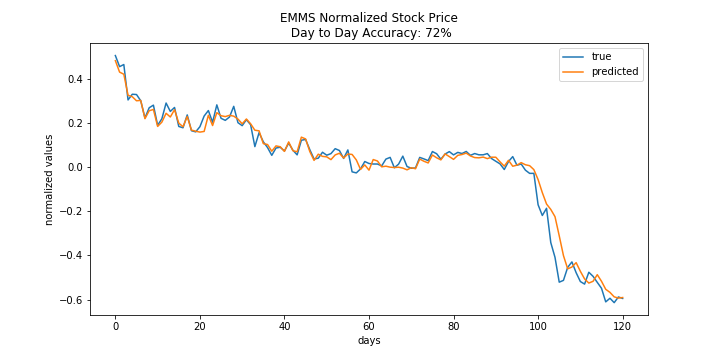 EMMS Normalized Stock Price
Day to Day Accuracy: 72%
true
predicted
normalized values
0.4
0.2
0.0
−0.2
−0.4
−0.6
0
20
40
60
80
100
120
days